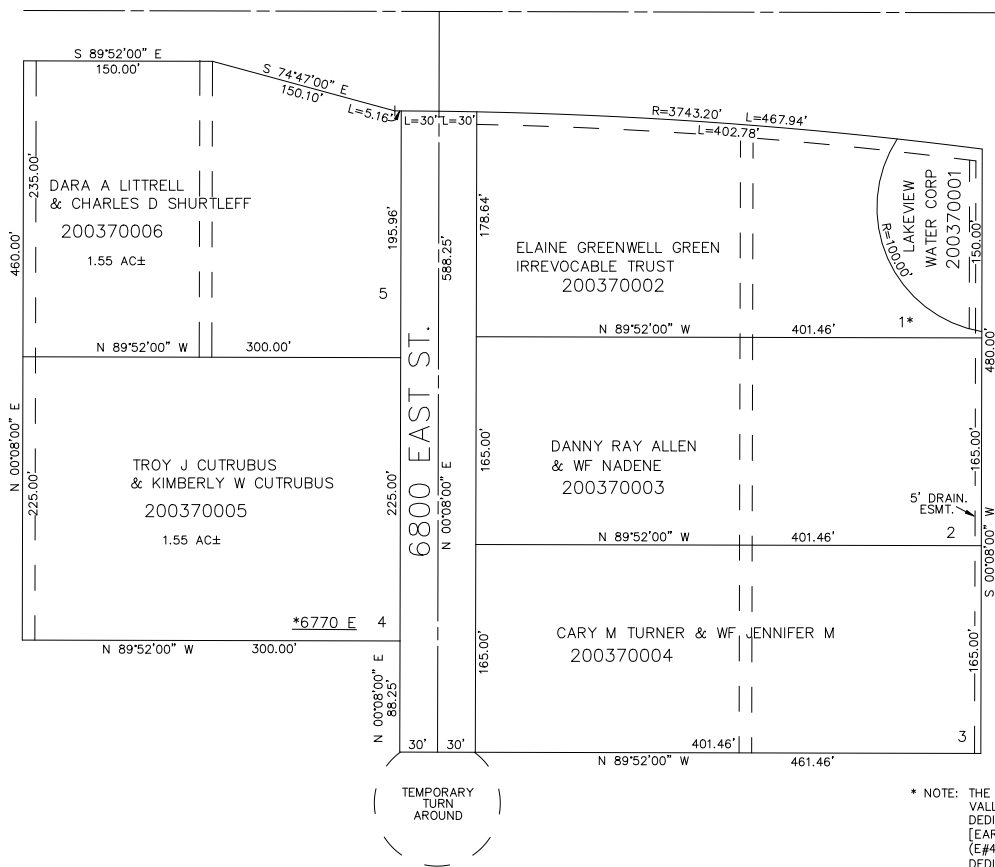 S 89°52'00" E
150.00'
S 74°47'00" E
150.10'
L=5.16'
L=30'
L=30'
R=3743.20'
L=467.94'
L=402.78'
235.00'
460.00'
DARA A LITTRELL
& CHARLES D SHURTLEFF
200370006
1.55 AC±
5
195.96'
588.25'
178.64'
ELAINE GREENWELL GREEN
IRREVOCABLE TRUST
200370002
LAKEVIEW
WATER CORP
200370001
150.00'
R=100.00'
1*
N 89°52'00" W
300.00'
N 89°52'00" W
401.46'
480.00'
N 00°08'00" E
225.00'
TROY J CUTRUBUS
& KIMBERLY W CUTRUBUS
200370005
1.55 AC±
225.00'
6800 EAST ST.
N 00°08'00" E
165.00'
DANNY RAY ALLEN
& WF NADENE
200370003
165.00'
5' DRAIN.
ESMT.
2
S 00°08'00" W
N 89°52'00" W
401.46'
*6770 E
4
N 89°52'00" W
300.00'
N 00°08'00" E
88.25'
165.00'
CARY M TURNER & WF JENNIFER M
200370004
165.00'
3
30'
30'
401.46'
N 89°52'00" W
461.46'
TEMPORARY
TURN
AROUND
* NOTE: THE
VALL
DEDI
[EAR
(E#4
DEDI